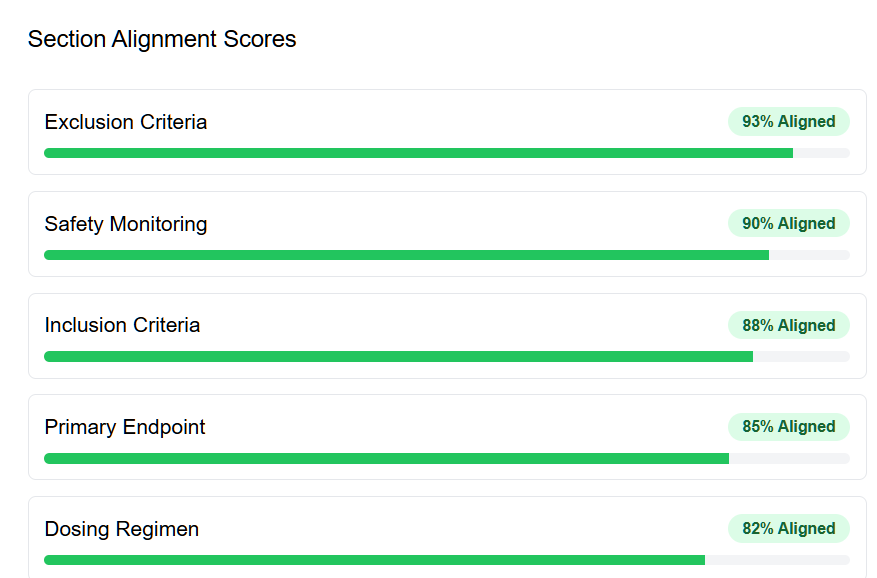 Section Alignment Scores
Exclusion Criteria
93% Aligned
Safety Monitoring
90% Aligned
Inclusion Criteria
88% Aligned
Primary Endpoint
85% Aligned
Dosing Regimen
82% Aligned